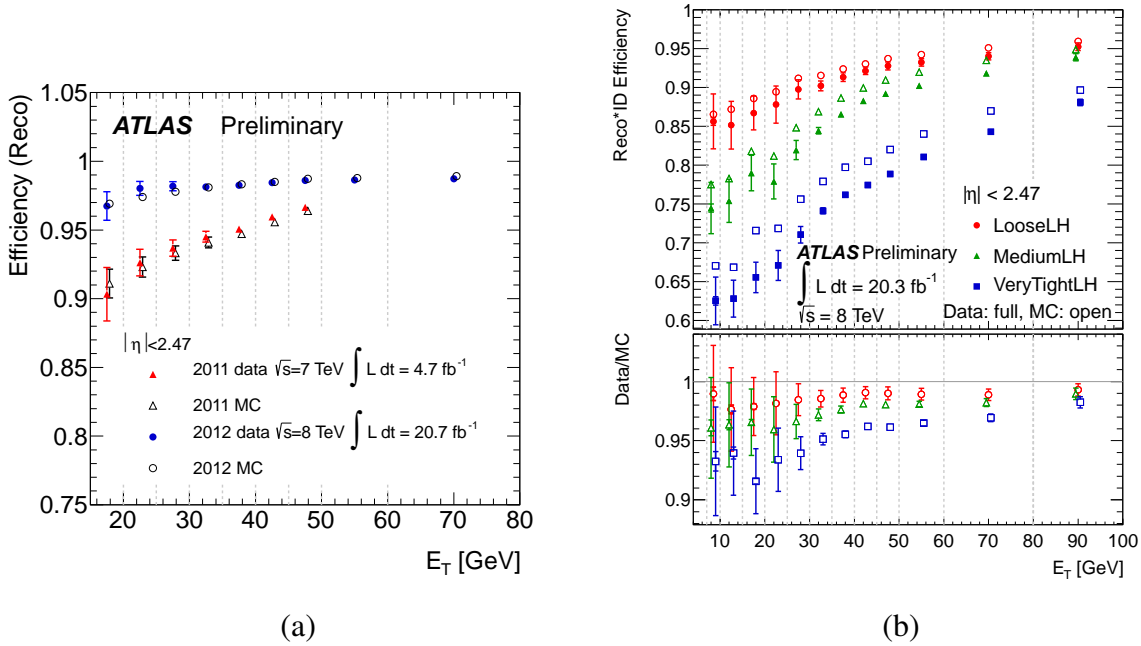 1.05
1
0.95
0.9
0.85
0.8
0.75
Efficiency (Reco)
ATLAS Preliminary
|η|<2.47
2011 data √s=7 TeV ∫ L dt = 4.7 fb⁻¹
2011 MC
2012 data √s=8 TeV ∫ L dt = 20.7 fb⁻¹
2012 MC
20 30 40 50 60 70 80
E_T [GeV]
(a)
0.95
0.9
0.85
0.8
0.75
0.7
0.65
0.6
Reco*ID Efficiency
|η| < 2.47
LooseLH
MediumLH
VeryTightLH
Data: full, MC: open
ATLAS Preliminary
∫ L dt = 20.3 fb⁻¹
√s = 8 TeV
Data/MC
1
0.95
0.9
10 20 30 40 50 60 70 80 90 100
E_T [GeV]
(b)